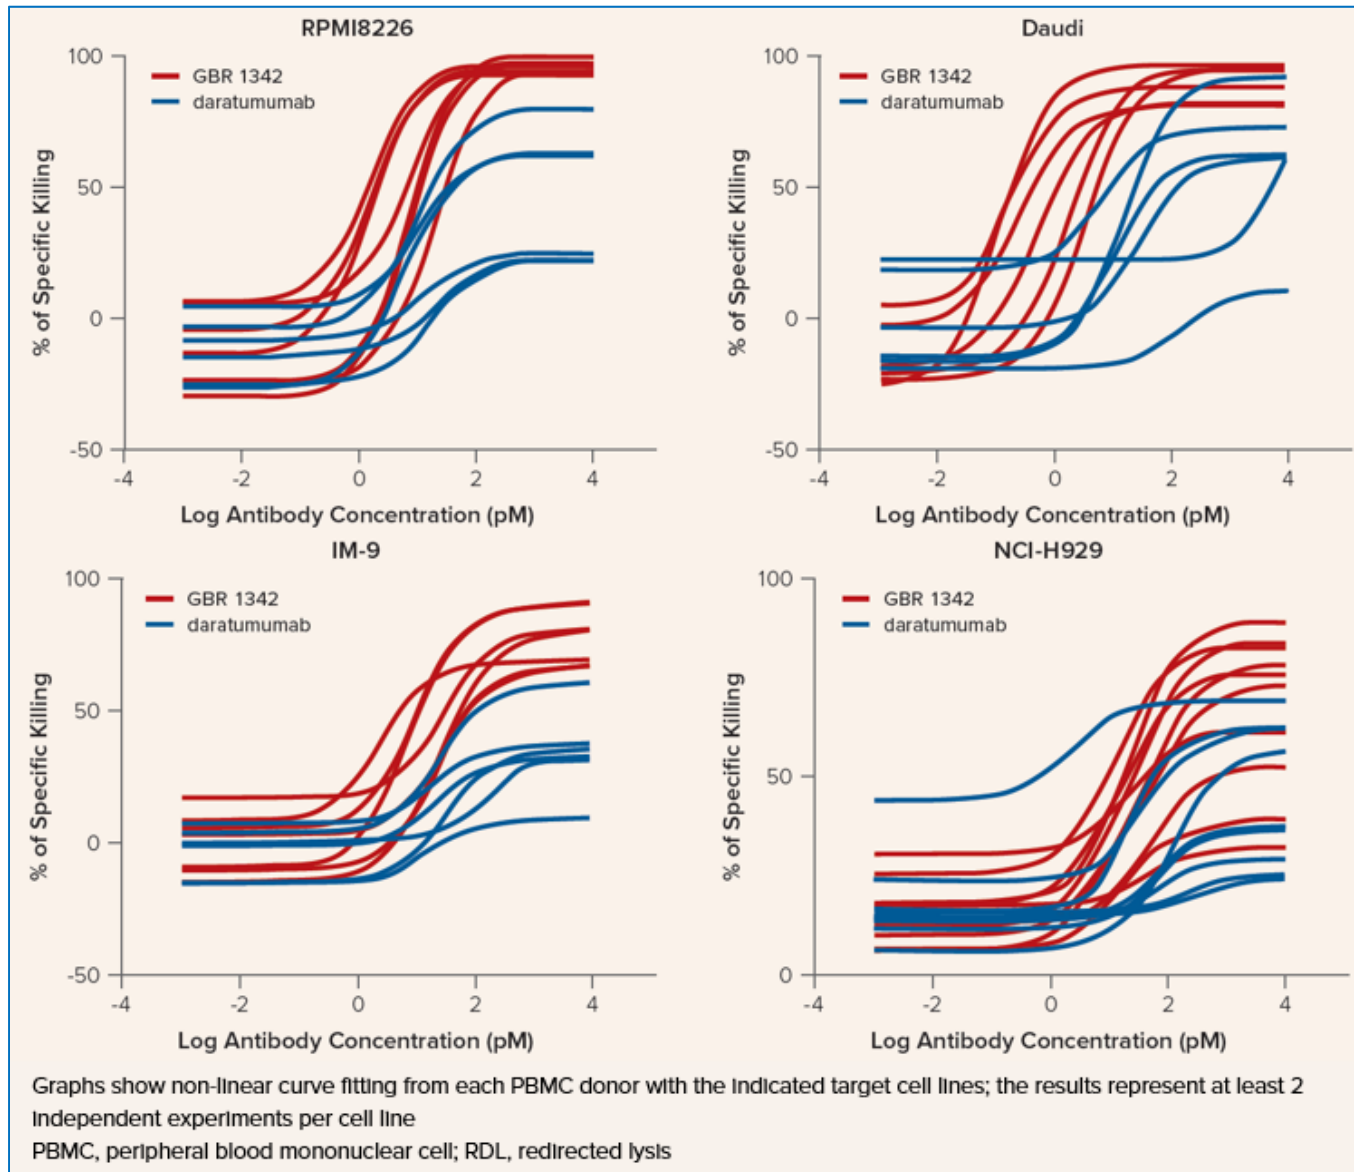 RPMI8226
100
50
0
-50
-4 -2 0 2 4
GBR 1342
daratumumab
% of Specific Killing
Log Antibody Concentration (pM)
Daudi
100
50
0
-50
-4 -2 0 2 4
GBR 1342
daratumumab
% of Specific Killing
Log Antibody Concentration (pM)
IM-9
100
50
0
-50
-4 -2 0 2 4
GBR 1342
daratumumab
% of Specific Killing
Log Antibody Concentration (pM)
NCI-H929
100
50
0
-4 -2 0 2 4
GBR 1342
daratumumab
% of Specific Killing
Log Antibody Concentration (pM)
Graphs show non-linear curve fitting from each PBMC donor with the indicated target cell lines; the results represent at least 2
independent experiments per cell line
PBMC, peripheral blood mononuclear cell; RDL, redirected lysis